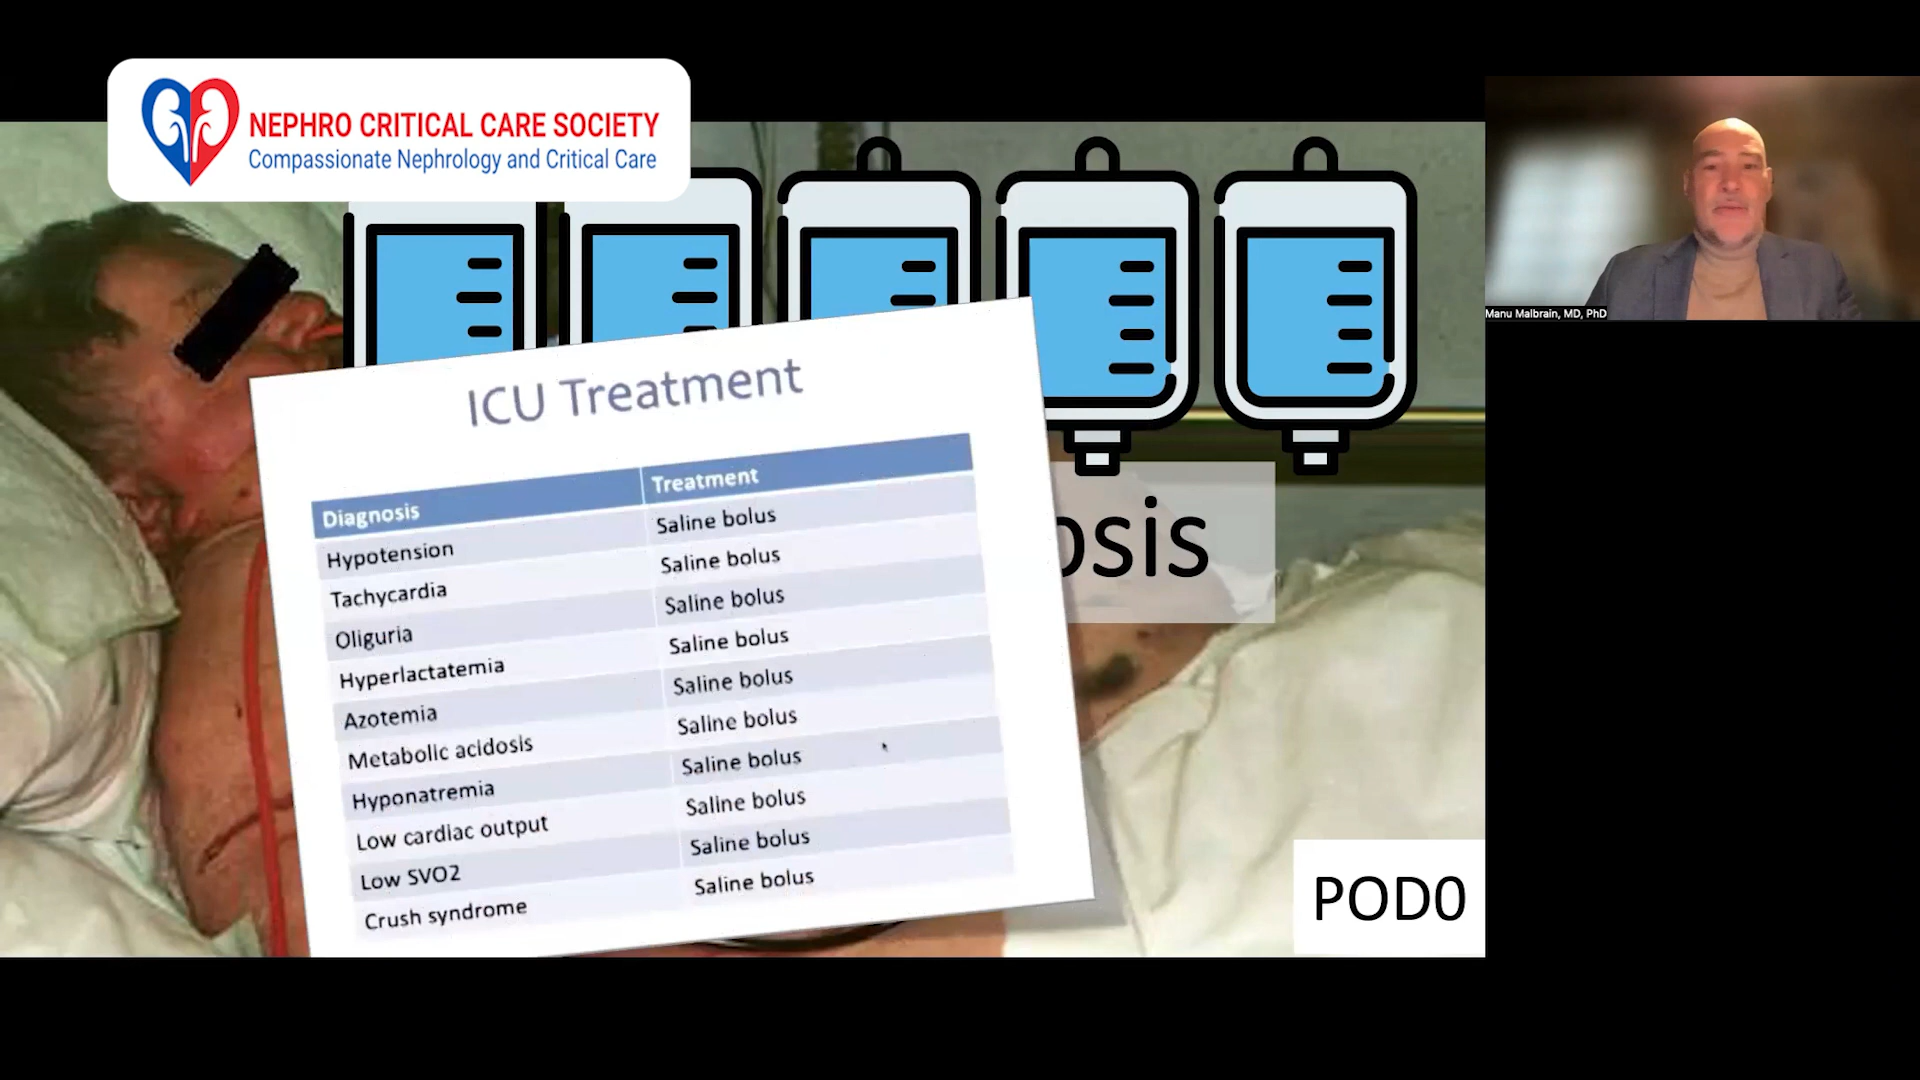 NEPHRO CRITICAL CARE SOCIETY
Compassionate Nephrology and Critical Care
Manu Malbrain, MD, PhD
ICU Treatment
Diagnosis Treatment
Hypotension Saline bolus
Tachycardia Saline bolus
Oliguria Saline bolus
Hyperlactatemia Saline bolus
Azotemia Saline bolus
Metabolic acidosis Saline bolus
Hyponatremia Saline bolus
Low cardiac output Saline bolus
Low SVO2 Saline bolus
Crush syndrome Saline bolus
osis
POD0